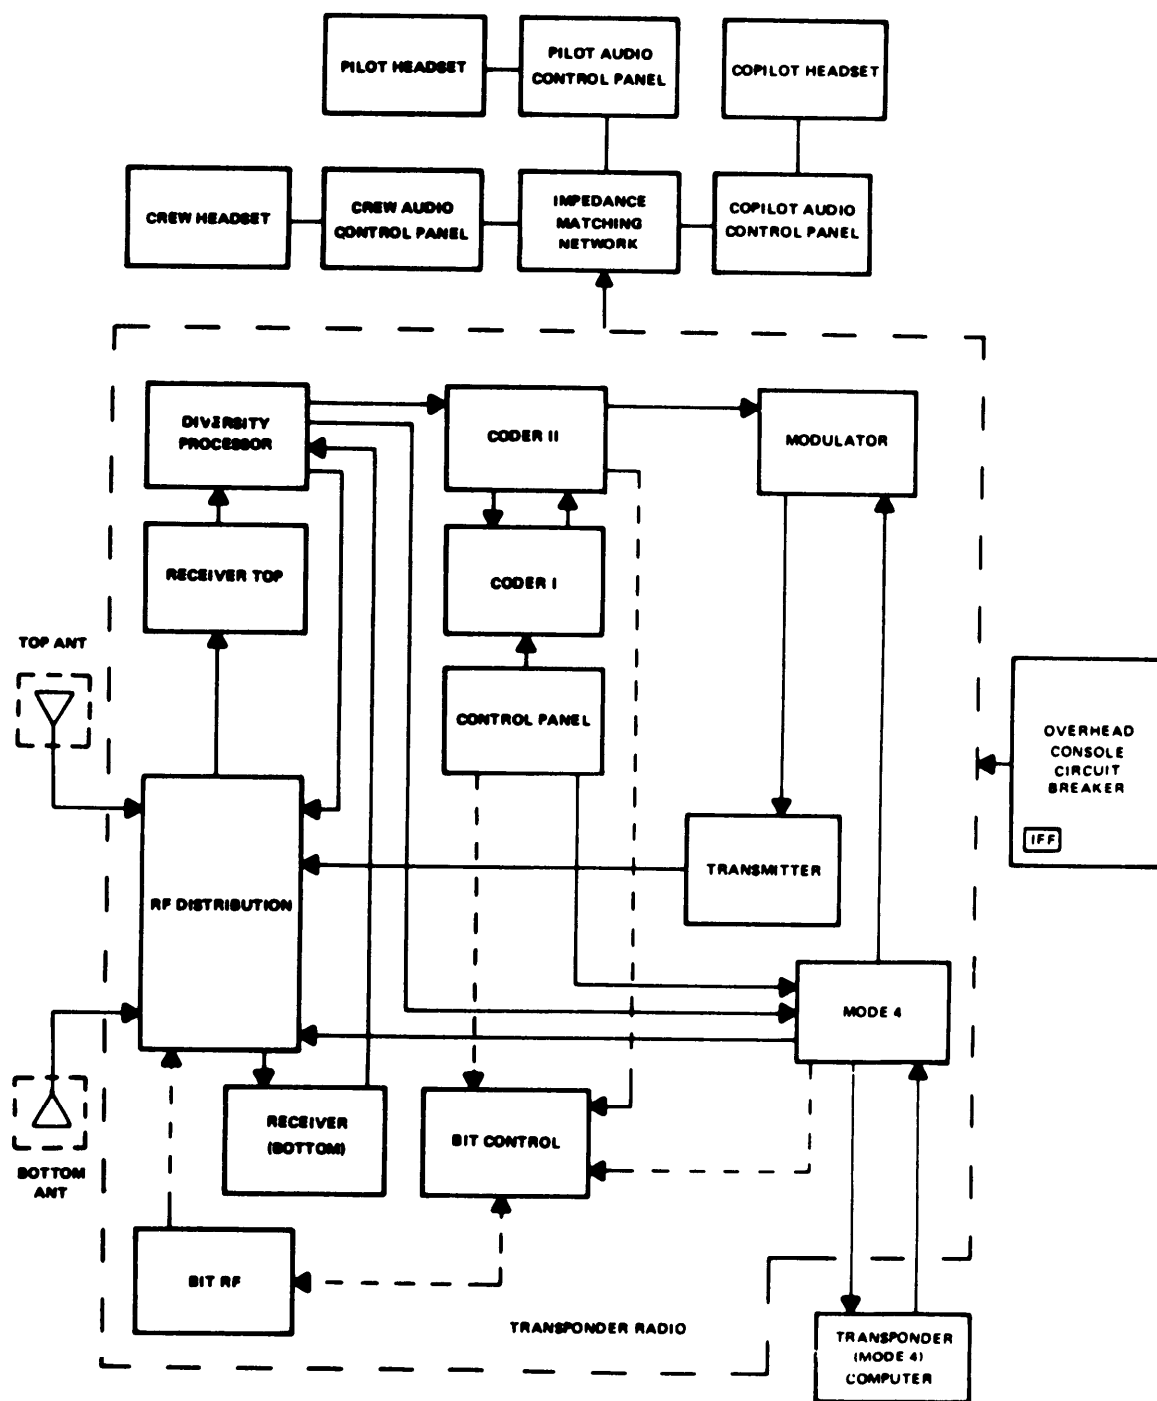 PILOT HEADSET
PILOT AUDIO
CONTROL PANEL
COPILOT HEADSET
CREW HEADSET
CREW AUDIO
CONTROL PANEL
IMPEDANCE
MATCHING
NETWORK
COPILOT AUDIO
CONTROL PANEL
DIVERSITY
PROCESSOR
CODER II
MODULATOR
RECEIVER TOP
CODER I
TOP ANT
CONTROL PANEL
OVERHEAD
CONSOLE
CIRCUIT
BREAKER
IFF
TRANSMITTER
RF DISTRIBUTION
MODE 4
RECEIVER
(BOTTOM)
BIT CONTROL
BOTTOM
ANT
BIT RF
TRANSPONDER RADIO
TRANSPONDER
(MODE 4)
COMPUTER